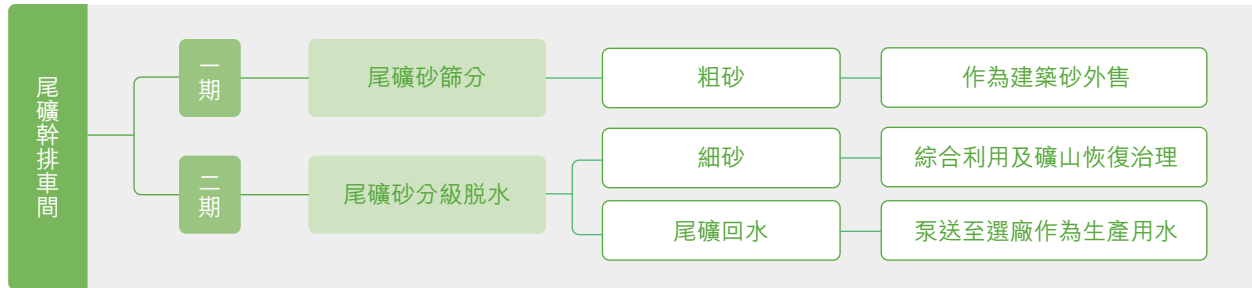 尾礦幹排車間
一期
尾礦砂篩分
粗砂
作為建築砂外售
二期
尾礦砂分級脱水
細砂
綜合利用及礦山恢復治理
尾礦回水
泵送至選廠作為生產用水